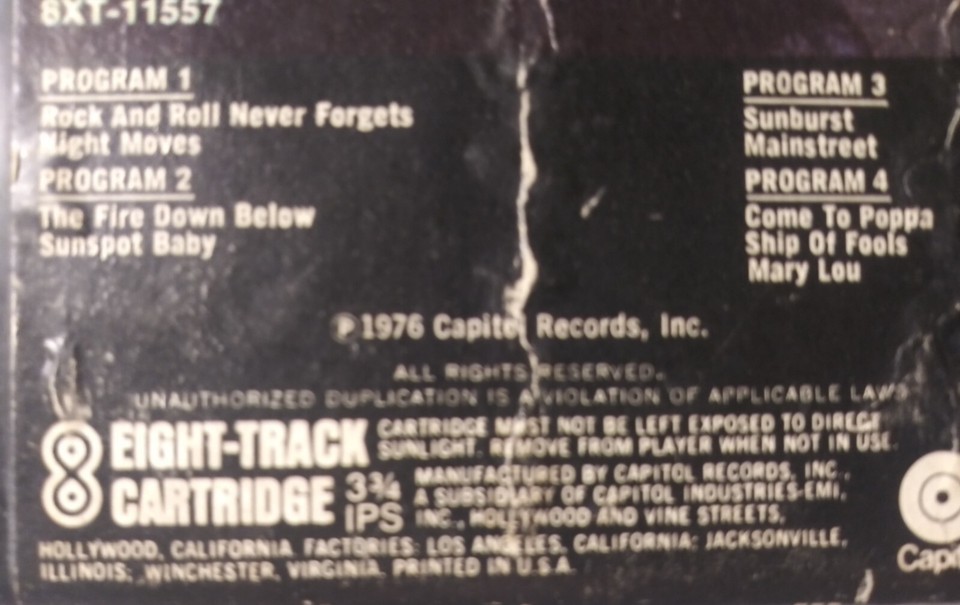 8XT-11557
PROGRAM 1
Rock And Roll Never Forgets
Night Moves
PROGRAM 2
The Fire Down Below
Sunspot Baby
PROGRAM 3
Sunburst
Mainstreet
PROGRAM 4
Come To Poppa
Ship Of Fools
Mary Lou
℗ 1976 Capitol Records, Inc.
ALL RIGHTS RESERVED.
UNAUTHORIZED DUPLICATION IS A VIOLATION OF APPLICABLE LAWS
8 EIGHT-TRACK
CARTRIDGE
3¾
IPS
CARTRIDGE MUST NOT BE LEFT EXPOSED TO DIRECT
SUNLIGHT. REMOVE FROM PLAYER WHEN NOT IN USE.
MANUFACTURED BY CAPITOL RECORDS, INC.,
A SUBSIDIARY OF CAPITOL INDUSTRIES-EMI,
INC., HOLLYWOOD AND VINE STREETS,
HOLLYWOOD, CALIFORNIA. FACTORIES: LOS ANGELES, CALIFORNIA; JACKSONVILLE,
ILLINOIS; WINCHESTER, VIRGINIA. PRINTED IN U.S.A.
Capi